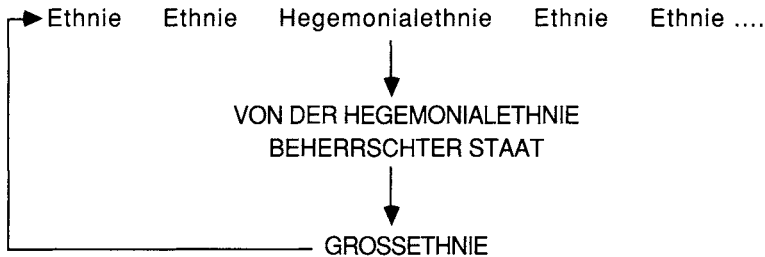 Ethnie Ethnie Hegemonialethnie Ethnie Ethnie ....
VON DER HEGEMONIALETHNIE
BEHERRSCHTER STAAT
GROSSETHNIE